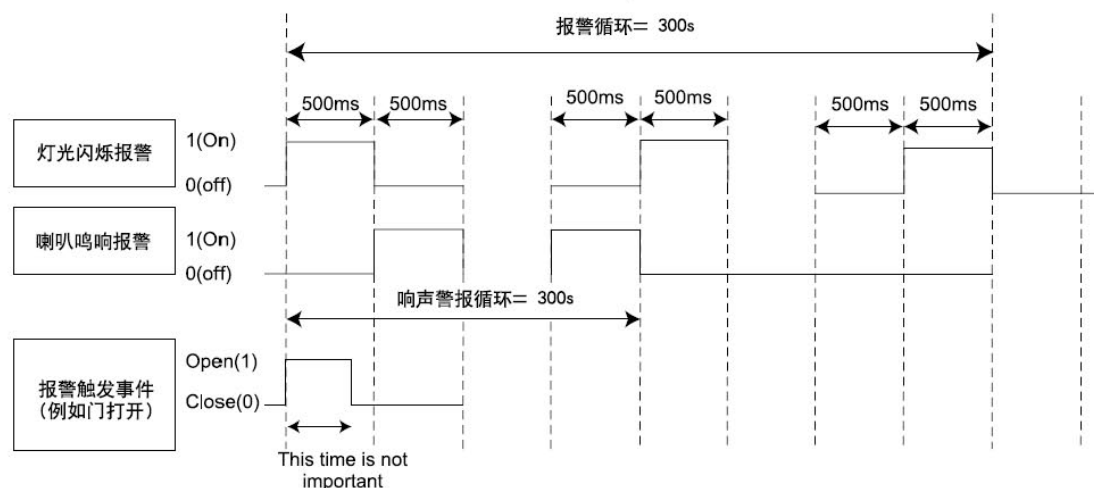 报警循环＝ 300s
500ms 500ms 500ms 500ms 500ms 500ms
灯光闪烁报警
1(On)
0(off)
喇叭鸣响报警
1(On)
0(off)
响声警报循环＝ 300s
报警触发事件
（例如门打开）
Open(1)
Close(0)
This time is not
important